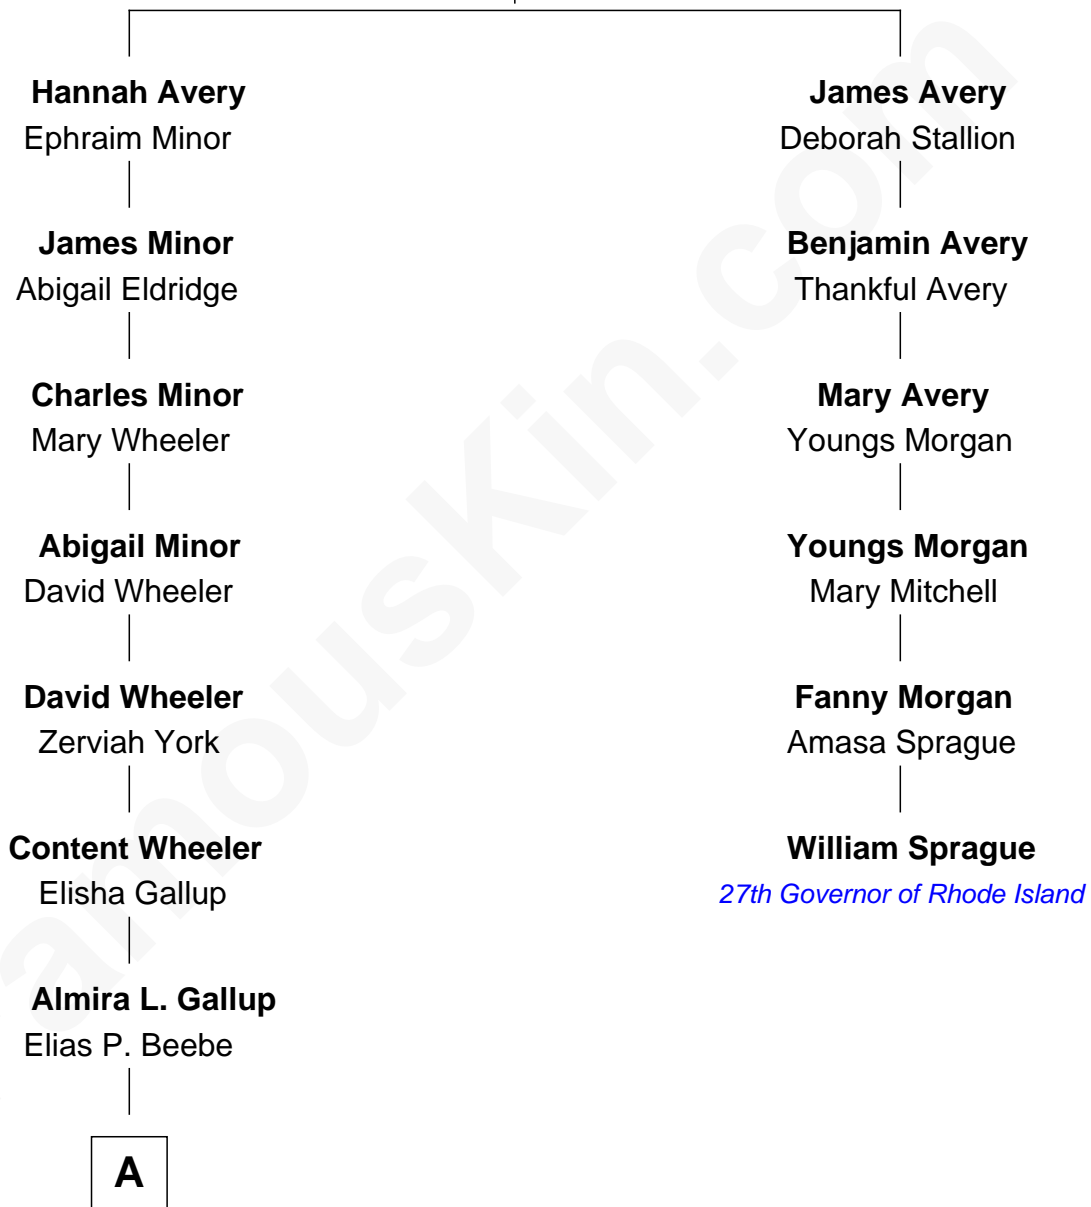 Hannah Avery
Ephraim Minor
James Minor
Abigail Eldridge
Charles Minor
Mary Wheeler
Abigail Minor
David Wheeler
David Wheeler
Zerviah York
Content Wheeler
Elisha Gallup
Almira L. Gallup
Elias P. Beebe
A
James Avery
Deborah Stallion
Benjamin Avery
Thankful Avery
Mary Avery
Youngs Morgan
Youngs Morgan
Mary Mitchell
Fanny Morgan
Amasa Sprague
William Sprague
27th Governor of Rhode Island
amousKin.com